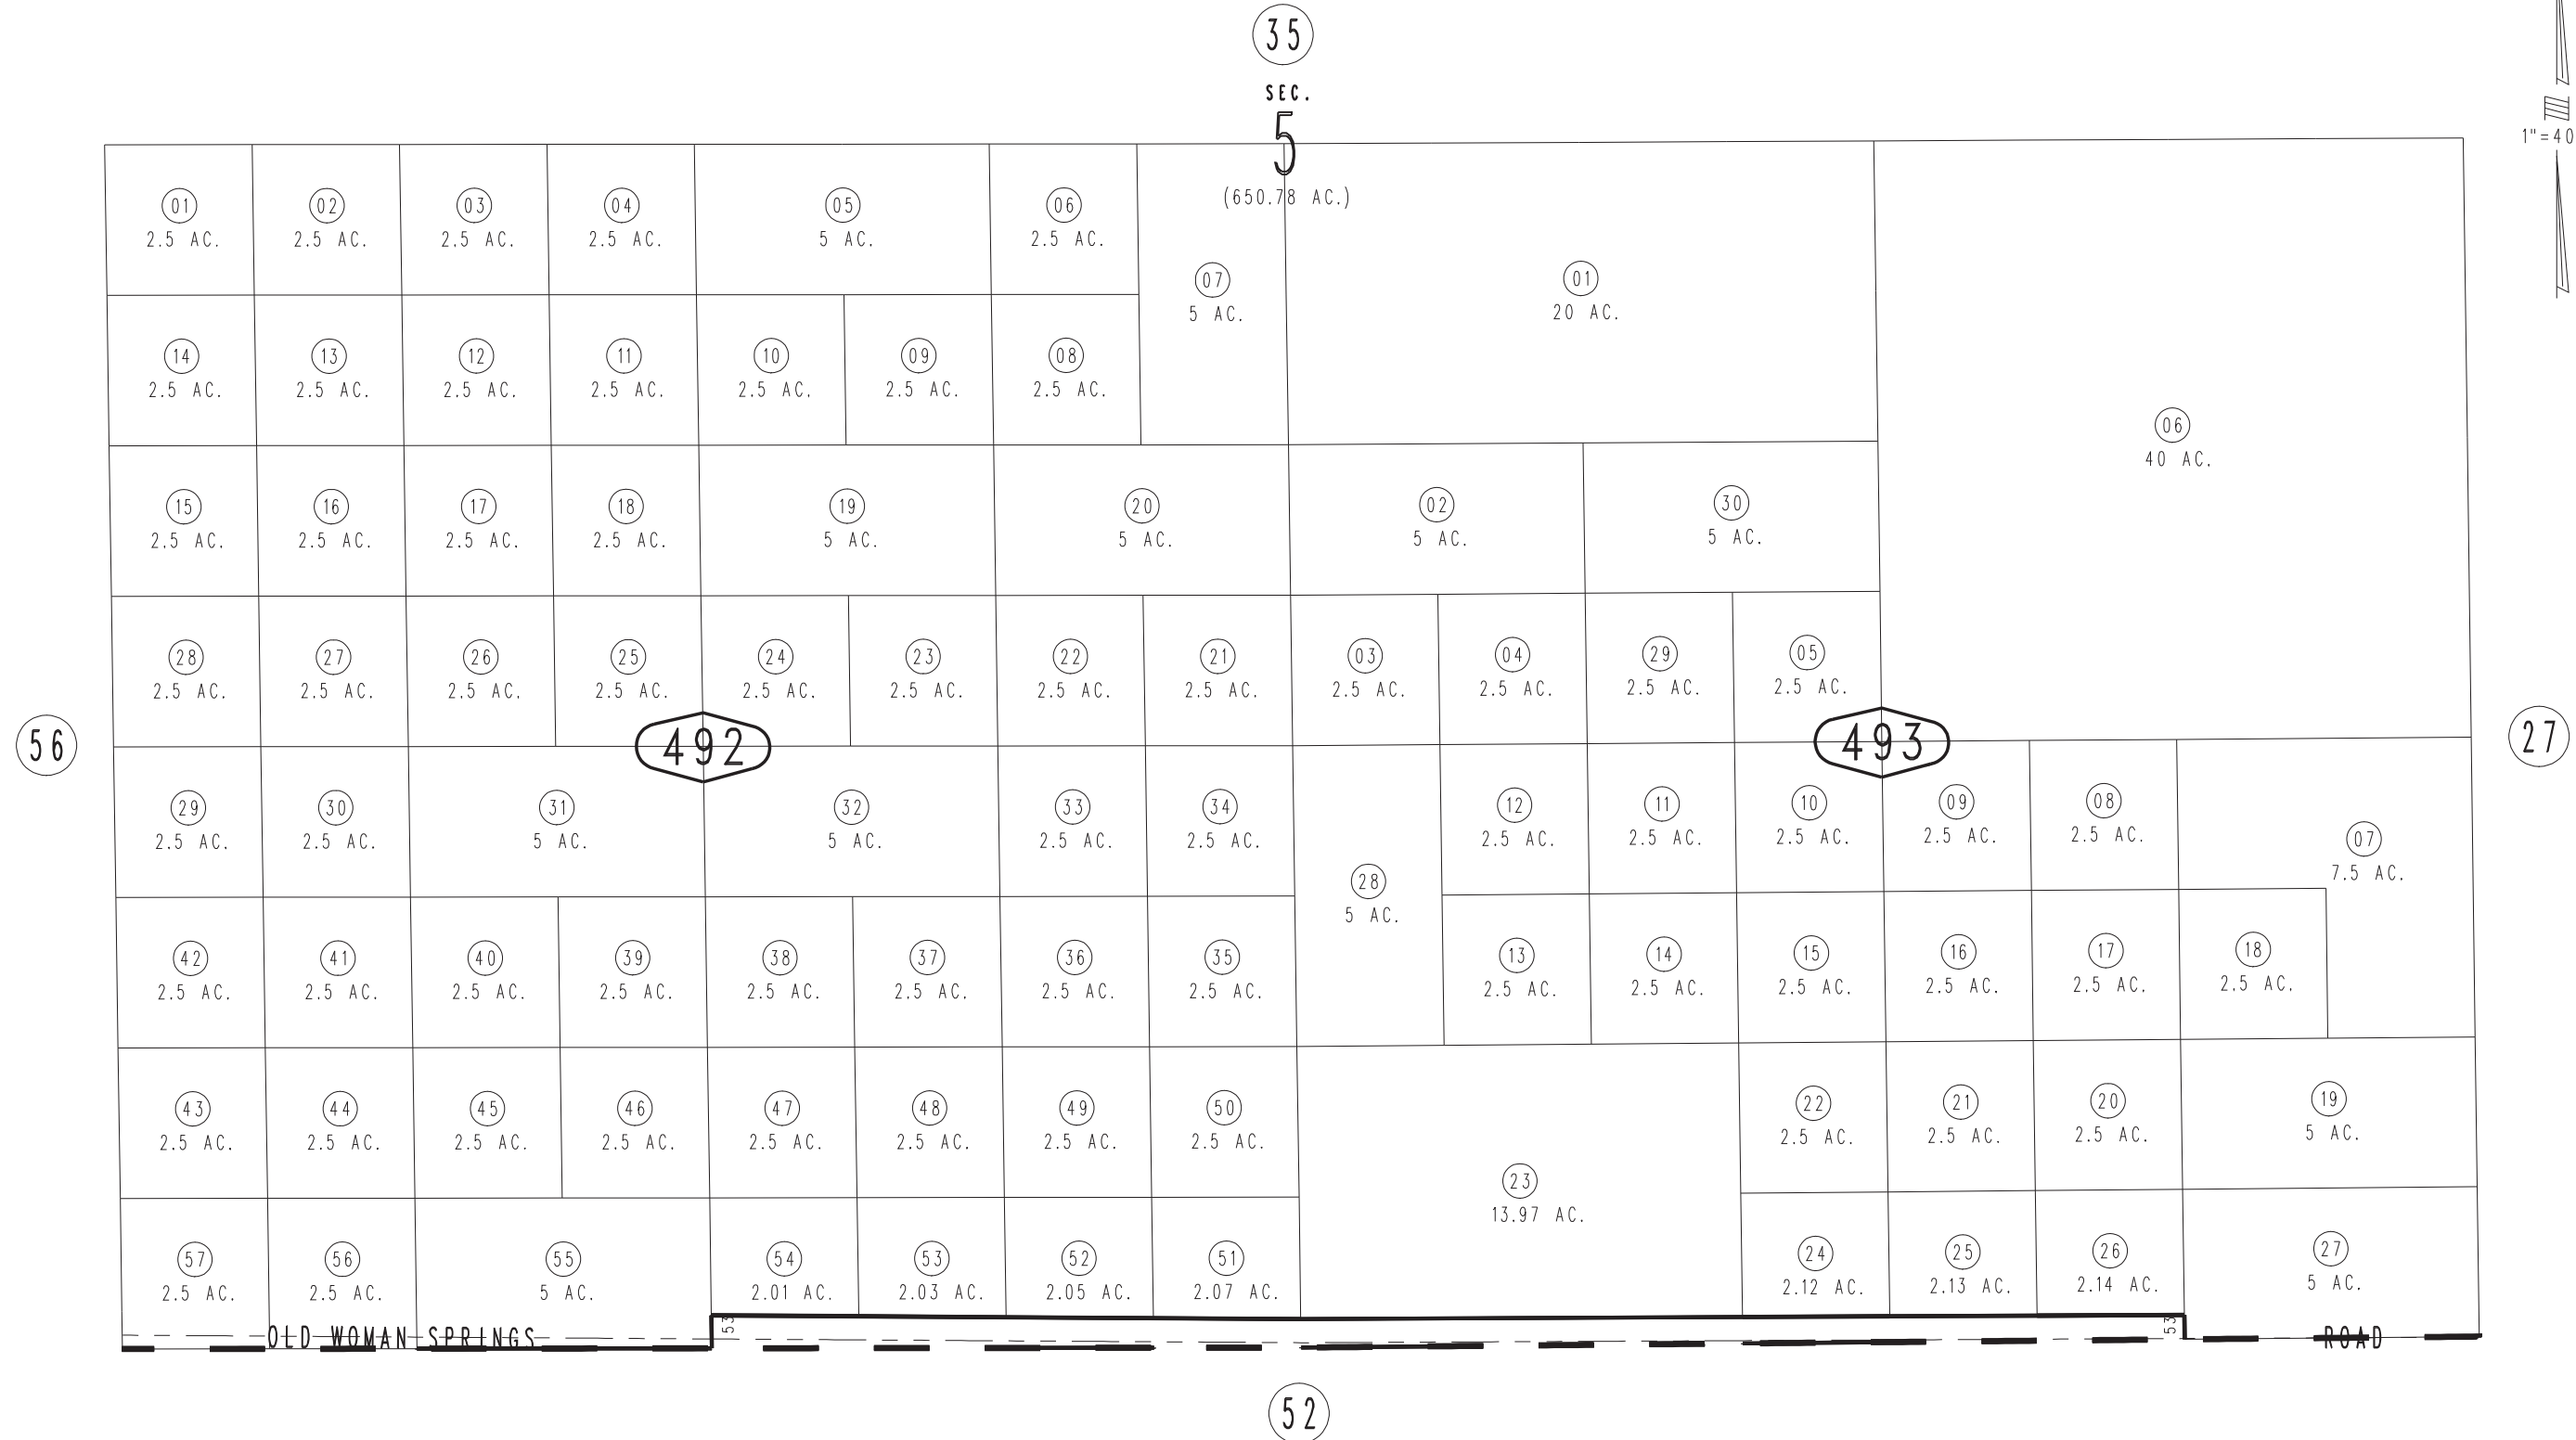 35
SEC.
5
(650.78 AC.)
1"=40
01 02 03 04 05 06
2.5 AC. 2.5 AC. 2.5 AC. 2.5 AC. 5 AC. 2.5 AC.
07 01
5 AC. 20 AC.
14 13 12 11 10 09 08
2.5 AC. 2.5 AC. 2.5 AC. 2.5 AC. 2.5 AC. 2.5 AC. 2.5 AC.
06
40 AC.
15 16 17 18 19 20 02 30
2.5 AC. 2.5 AC. 2.5 AC. 2.5 AC. 5 AC. 5 AC. 5 AC. 5 AC.
28 27 26 25 24 23 22 21 03 04 29 05
2.5 AC. 2.5 AC. 2.5 AC. 2.5 AC. 2.5 AC. 2.5 AC. 2.5 AC. 2.5 AC. 2.5 AC. 2.5 AC. 2.5 AC. 2.5 AC.
56 492 493 27
29 30 31 32 33 34 12 11 10 09 08
2.5 AC. 2.5 AC. 5 AC. 5 AC. 2.5 AC. 2.5 AC. 2.5 AC. 2.5 AC. 2.5 AC. 2.5 AC. 2.5 AC.
07
7.5 AC.
28
5 AC.
42 41 40 39 38 37 36 35 13 14 15 16 17 18
2.5 AC. 2.5 AC. 2.5 AC. 2.5 AC. 2.5 AC. 2.5 AC. 2.5 AC. 2.5 AC. 2.5 AC. 2.5 AC. 2.5 AC. 2.5 AC. 2.5 AC. 2.5 AC.
43 44 45 46 47 48 49 50 22 21 20 19
2.5 AC. 2.5 AC. 2.5 AC. 2.5 AC. 2.5 AC. 2.5 AC. 2.5 AC. 2.5 AC. 2.5 AC. 2.5 AC. 2.5 AC. 5 AC.
23
13.97 AC.
57 56 55 54 53 52 51 24 25 26 27
2.5 AC. 2.5 AC. 5 AC. 2.01 AC. 2.03 AC. 2.05 AC. 2.07 AC. 2.12 AC. 2.13 AC. 2.14 AC. 5 AC.
53 53
OLD WOMAN SPRINGS ROAD
52